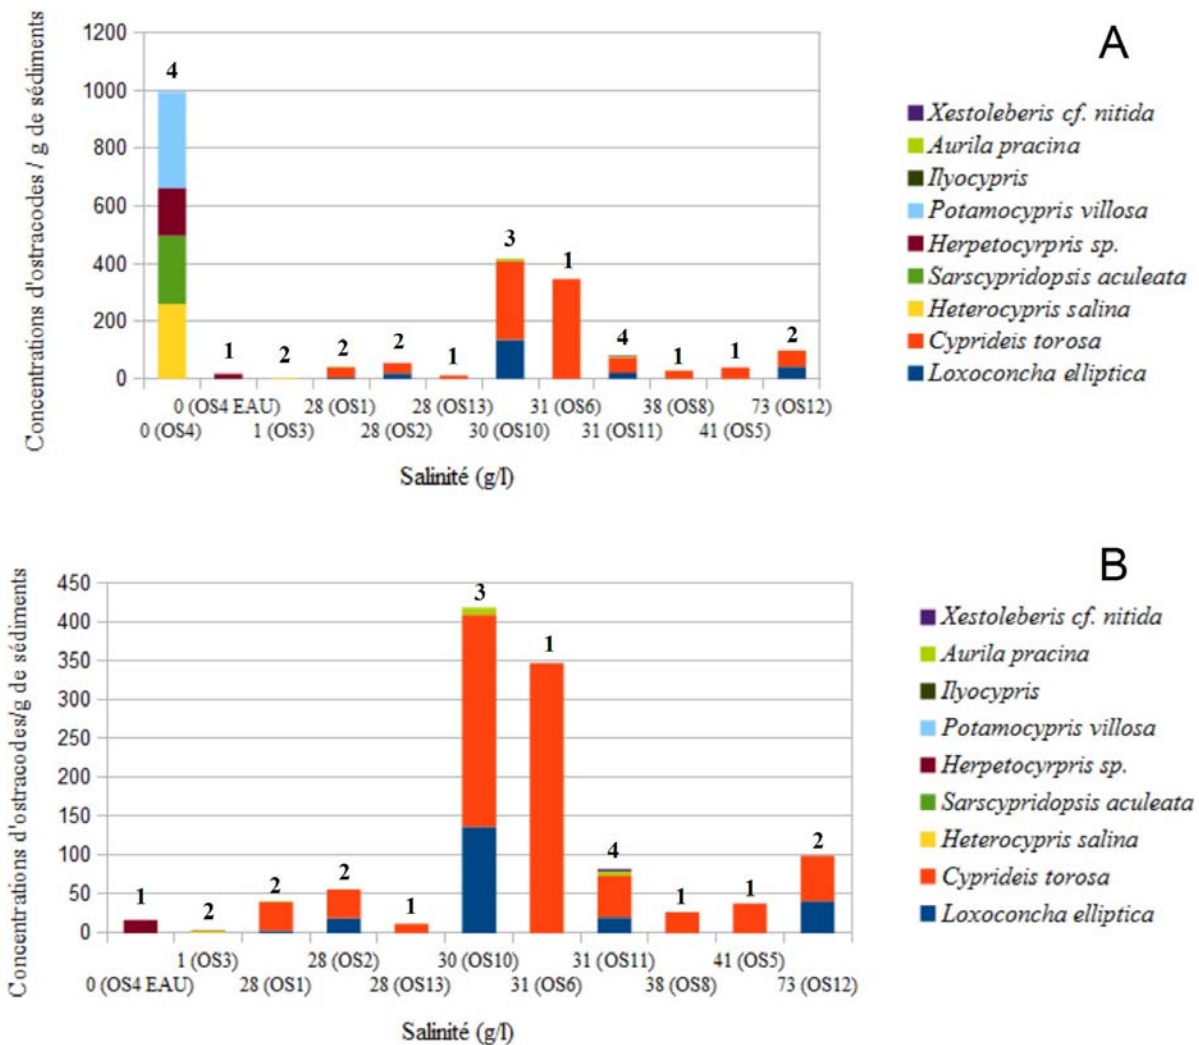 A
Concentrations d'ostracodes / g de sédiments
1200
1000
800
600
400
200
0
4
1
2
2
2
1
3
1
4
1
1
2
0 (OS4 EAU)
28 (OS1)
28 (OS13)
31 (OS6)
38 (OS8)
73 (OS12)
0 (OS4)
1 (OS3)
28 (OS2)
30 (OS10)
31 (OS11)
41 (OS5)
Salinité (g/l)
Xestoleberis cf. nitida
Aurila pracina
Ilyocypris
Potamocypris villosa
Herpetocyrpris sp.
Sarscypridopsis aculeata
Heterocypris salina
Cyprideis torosa
Loxoconcha elliptica
B
Concentrations d'ostracodes/g de sédiments
450
400
350
300
250
200
150
100
50
0
1
2
2
2
1
3
1
4
1
1
2
1 (OS3)
28 (OS2)
30 (OS10)
31 (OS11)
41 (OS5)
0 (OS4 EAU)
28 (OS1)
28 (OS13)
31 (OS6)
38 (OS8)
73 (OS12)
Salinité (g/l)
Xestoleberis cf. nitida
Aurila pracina
Ilyocypris
Potamocypris villosa
Herpetocyrpris sp.
Sarscypridopsis aculeata
Heterocypris salina
Cyprideis torosa
Loxoconcha elliptica